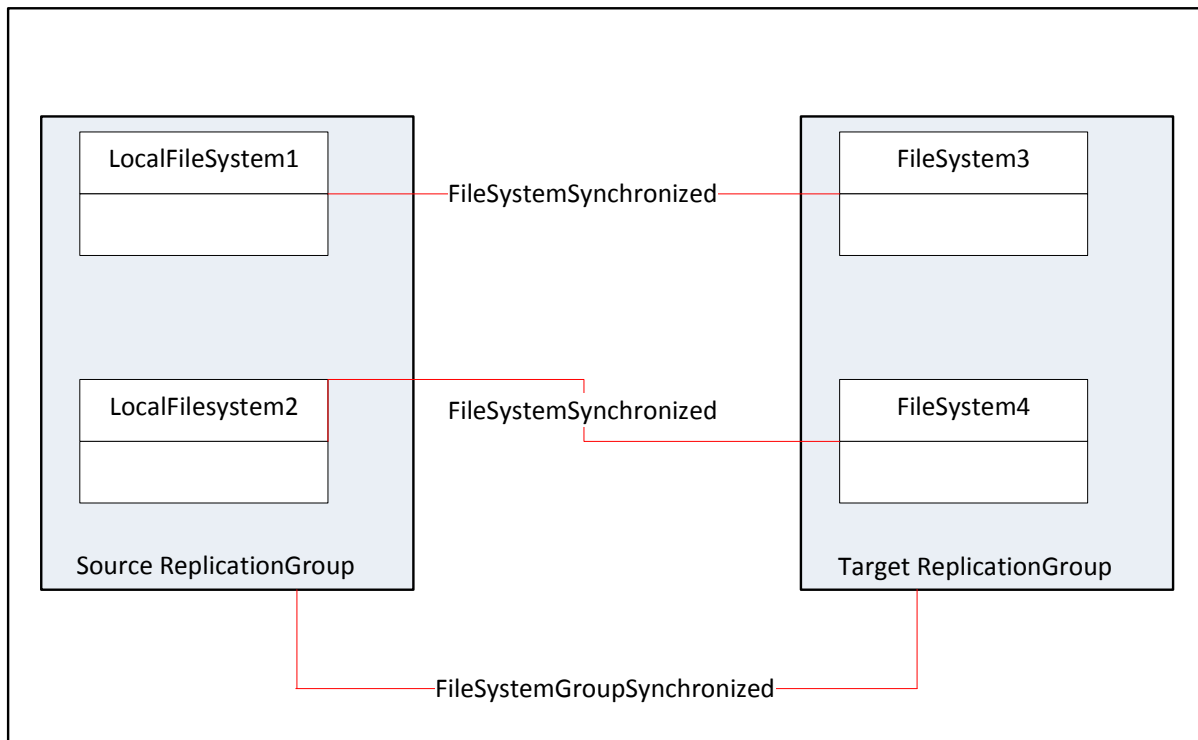 LocalFileSystem1
FileSystem3
FileSystemSynchronized
LocalFilesystem2
FileSystem4
FileSystemSynchronized
Source ReplicationGroup
Target ReplicationGroup
FileSystemGroupSynchronized